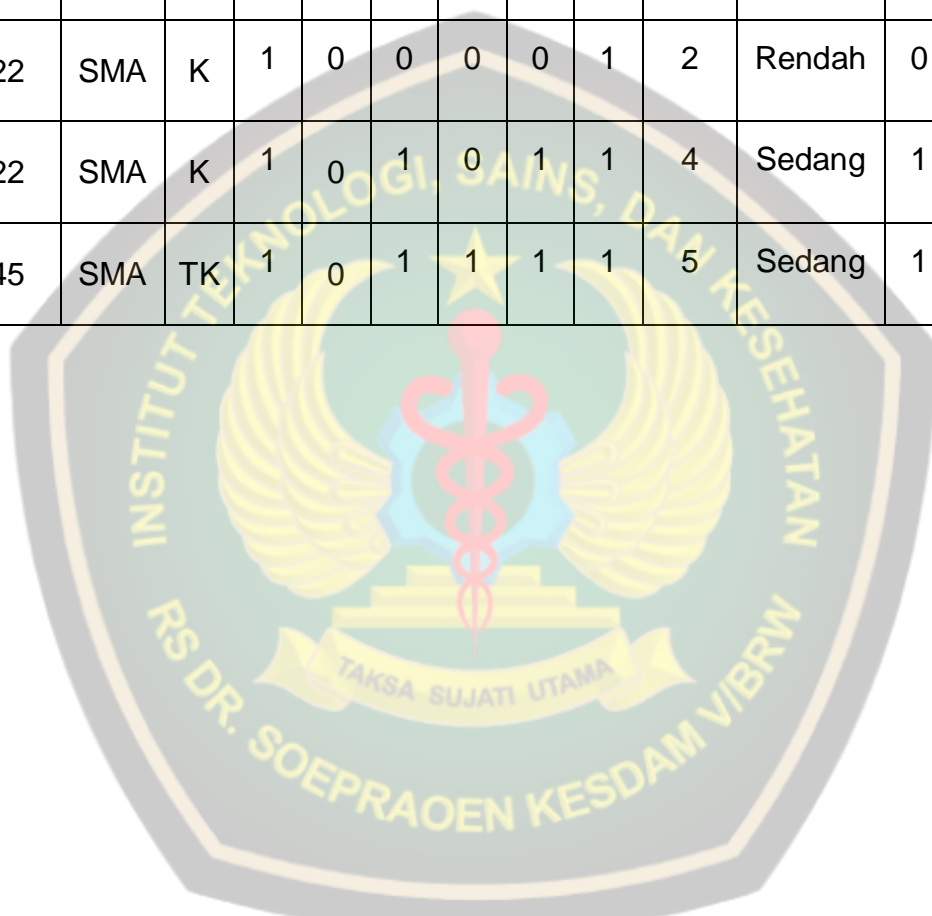 22 SMA K 1 0 0 0 0 1 2 Rendah 0
22 SMA K 1 0 1 0 1 1 4 Sedang 1
45 SMA TK 1 0 1 1 1 1 5 Sedang 1
INSTITUT TEKNOLOGI, SAINS, DAN KESEHATAN
TAKSA SUJATI UTAMA
RS DR. SOEPRAOEN KESDAM V/BRW